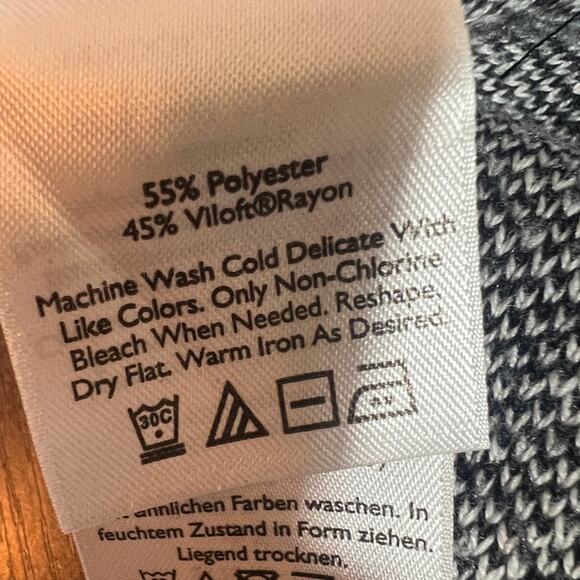 55% Polyester
45% Viloft®Rayon
Machine Wash Cold Delicate With
Like Colors. Only Non-Chlorine
Bleach When Needed. Reshape,
Dry Flat. Warm Iron As Desired.
30C
Farben waschen. In
feuchtem Zustand in Form ziehen.
Liegend trocknen.